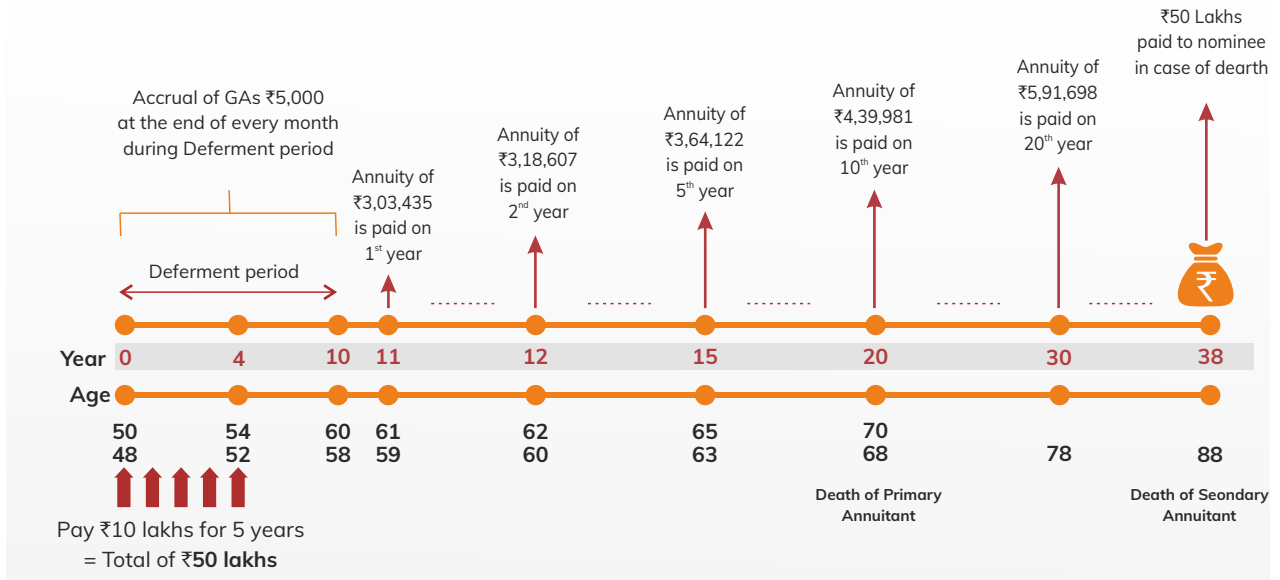 Accrual of GAs ₹5,000
at the end of every month
during Deferment period
Deferment period
Annuity of
₹3,03,435
is paid on
1st year
Annuity of
₹3,18,607
is paid on
2nd year
Annuity of
₹3,64,122
is paid on
5th year
Annuity of
₹4,39,981
is paid on
10th year
Annuity of
₹5,91,698
is paid on
20th year
₹50 Lakhs
paid to nominee
in case of dearth
₹
Year 0 4 10 11 12 15 20 30 38
Age
50 54 60 61 62 65 70
48 52 58 59 60 63 68 78 88
Death of Primary
Annuitant
Death of Seondary
Annuitant
Pay ₹10 lakhs for 5 years
= Total of ₹50 lakhs